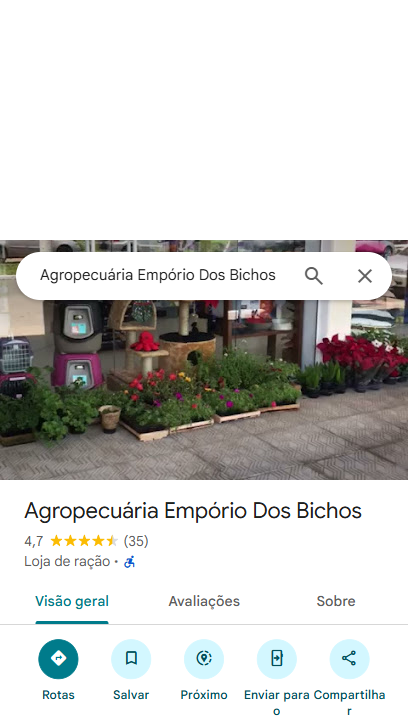 Agropecuária Empório Dos Bichos
Agropecuária Empório Dos Bichos
4,7 (35)
Loja de ração ·
Visão geral Avaliações Sobre
Rotas Salvar Próximo Enviar para Compartilha
o r